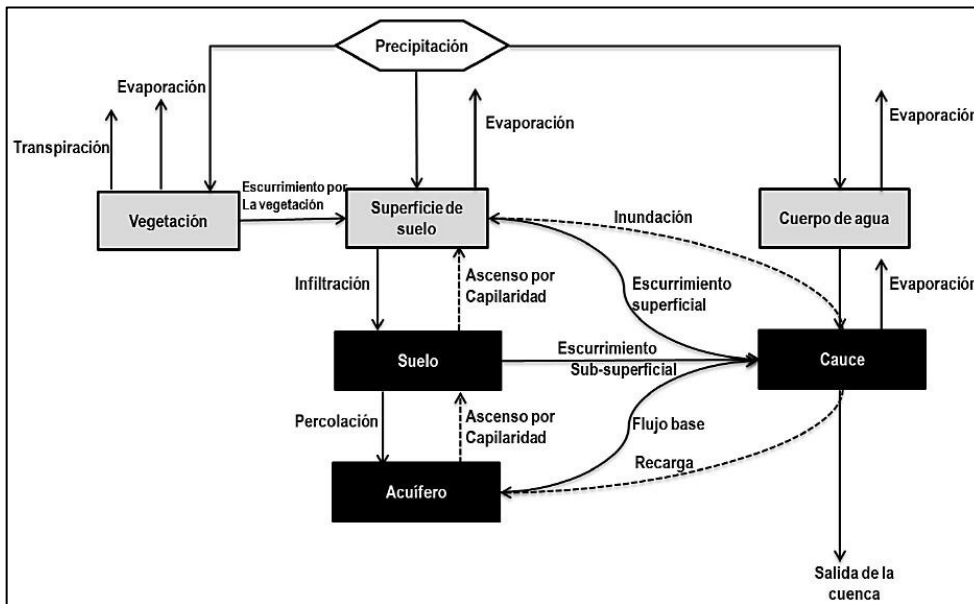 Precipitación
Evaporación
Transpiración
Evaporación
Evaporación
Escurrimiento por
La vegetación
Vegetación
Superficie de
suelo
Inundación
Cuerpo de agua
Infiltración
Ascenso por
Capilaridad
Escurrimiento
superficial
Evaporación
Suelo
Escurrimiento
Sub-superficial
Cauce
Percolación
Ascenso por
Capilaridad
Flujo base
Recarga
Acuífero
Salida de la
cuenca